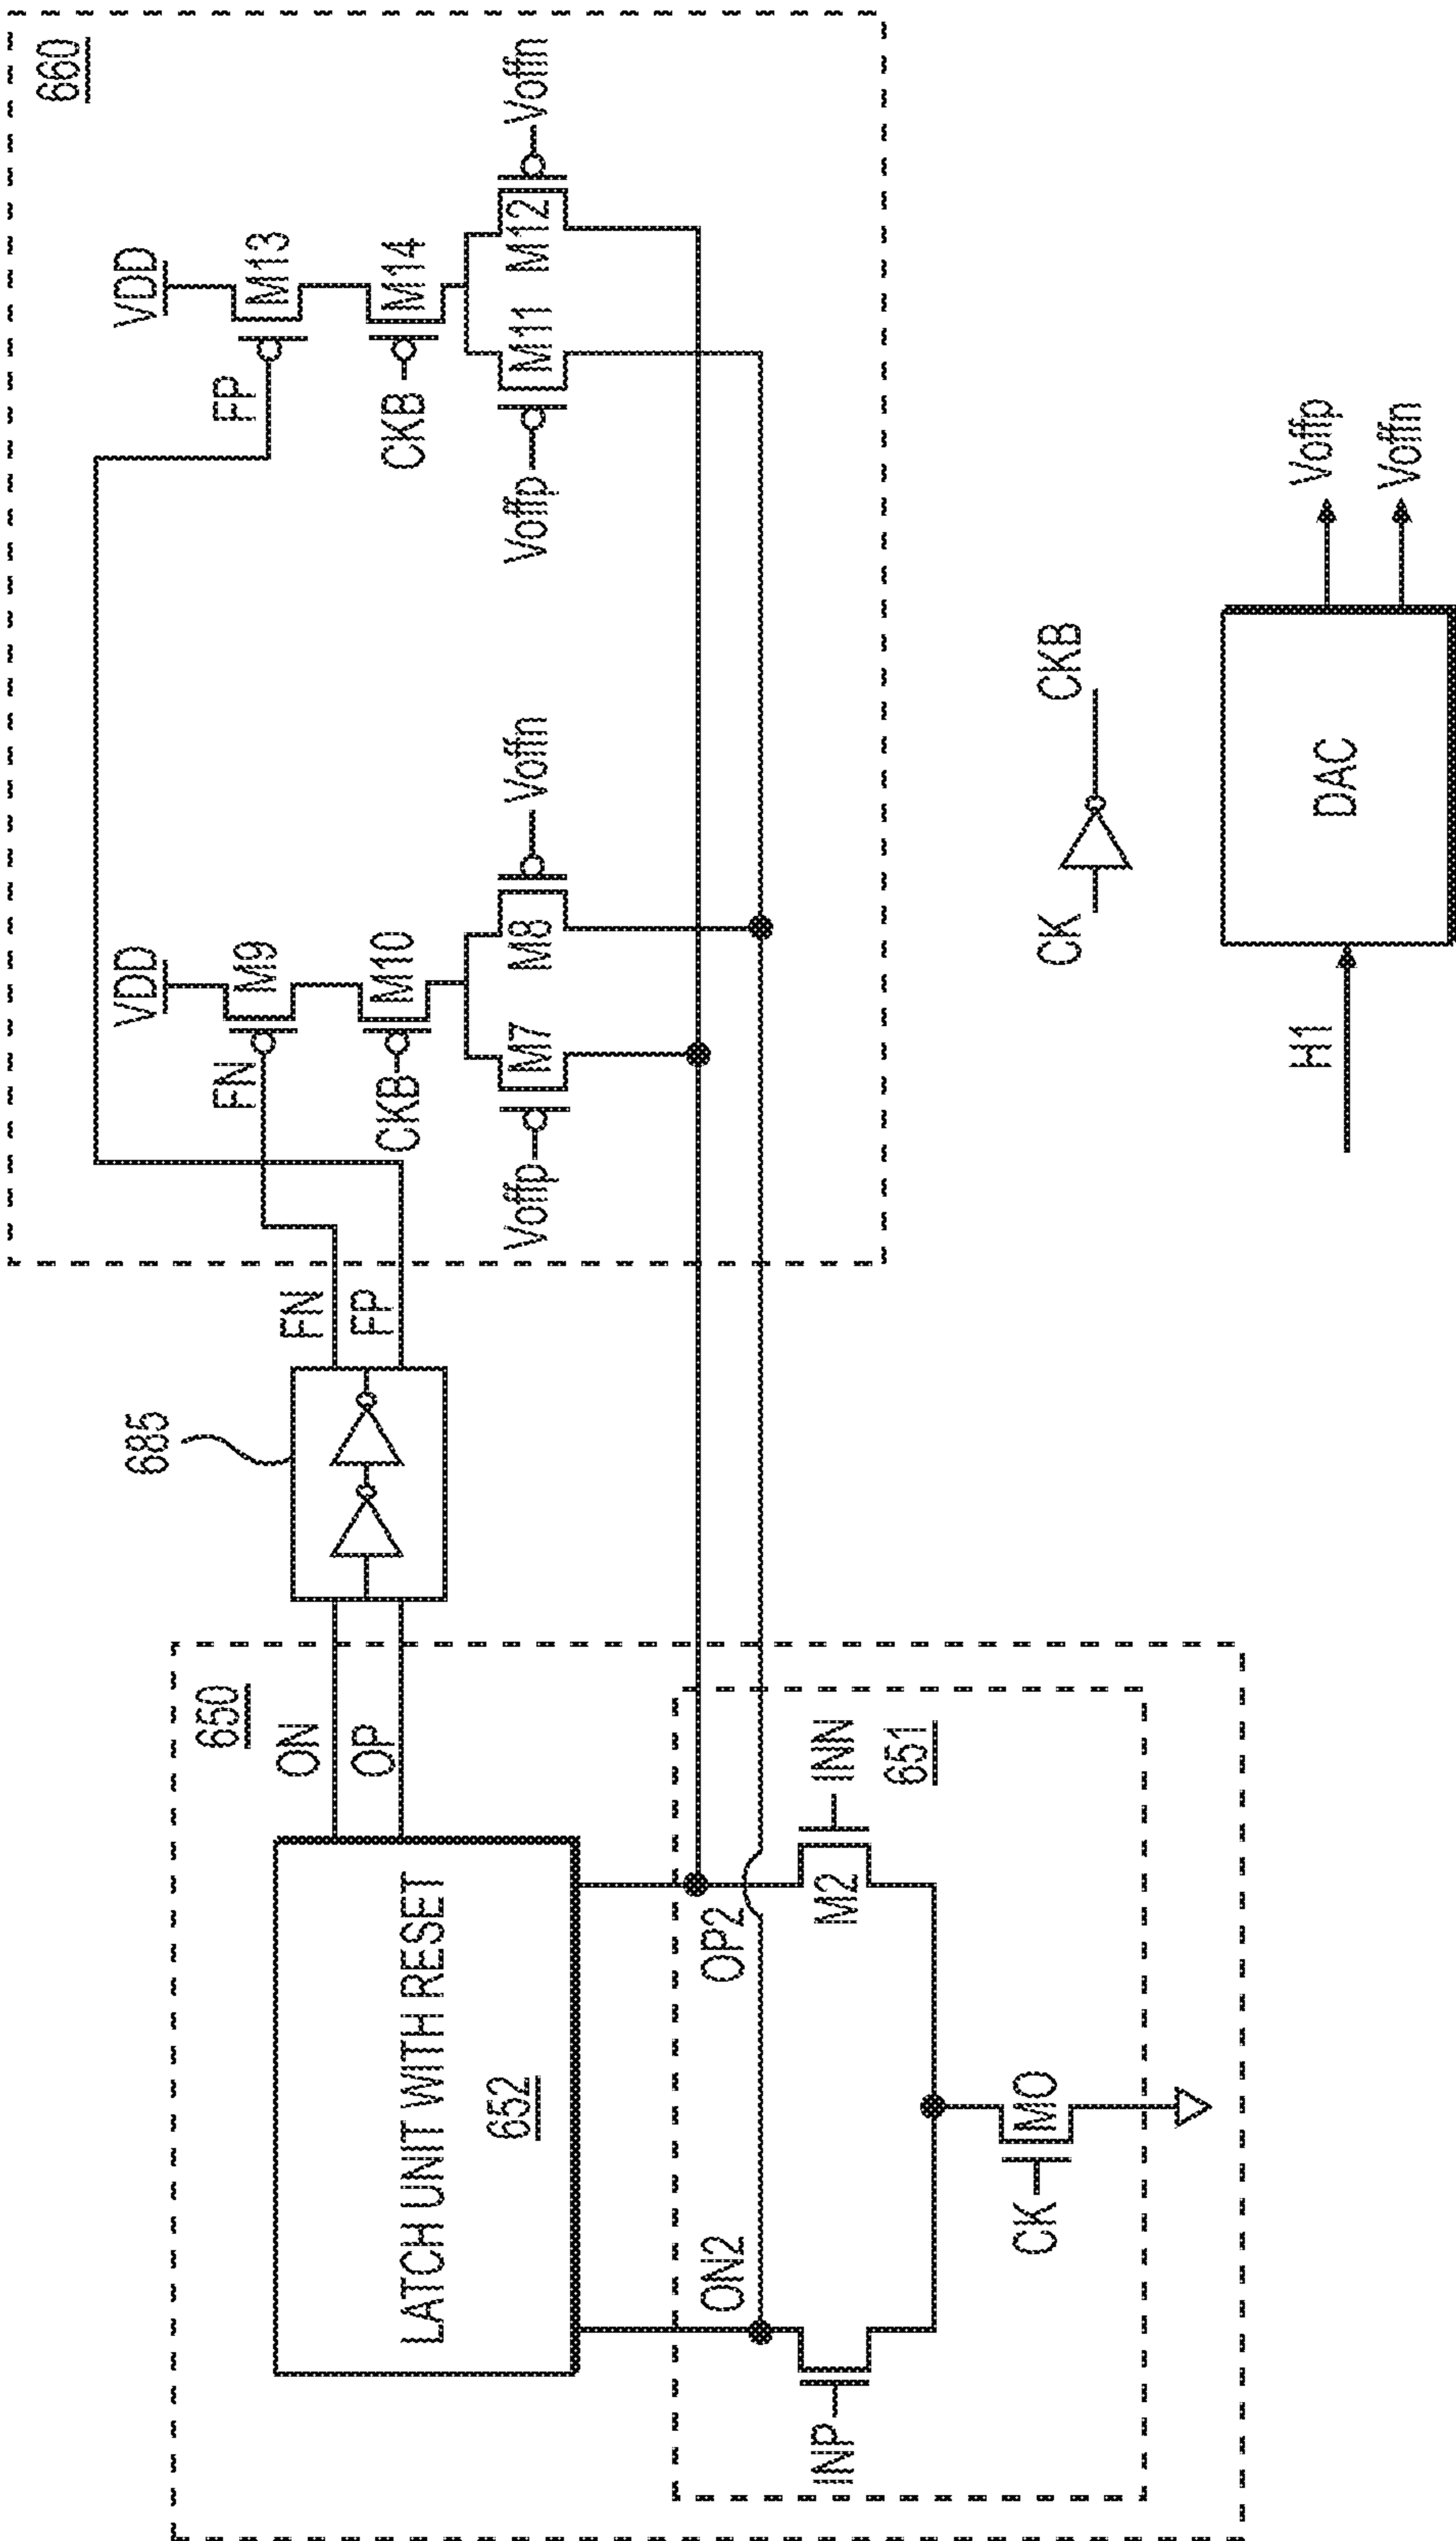 660
VDD
VDD
FN
M9
FP
M13
CKB
M10
CKB
M14
Voffp
M7
M8
Voffn
Voffp
M11
M12
Voffn
685
FN
FP
650
ON
OP
LATCH UNIT WITH RESET
652
ON2
OP2
INP
M2
INN
651
CK
MO
CK
CKB
H1
DAC
Voffp
Voffn